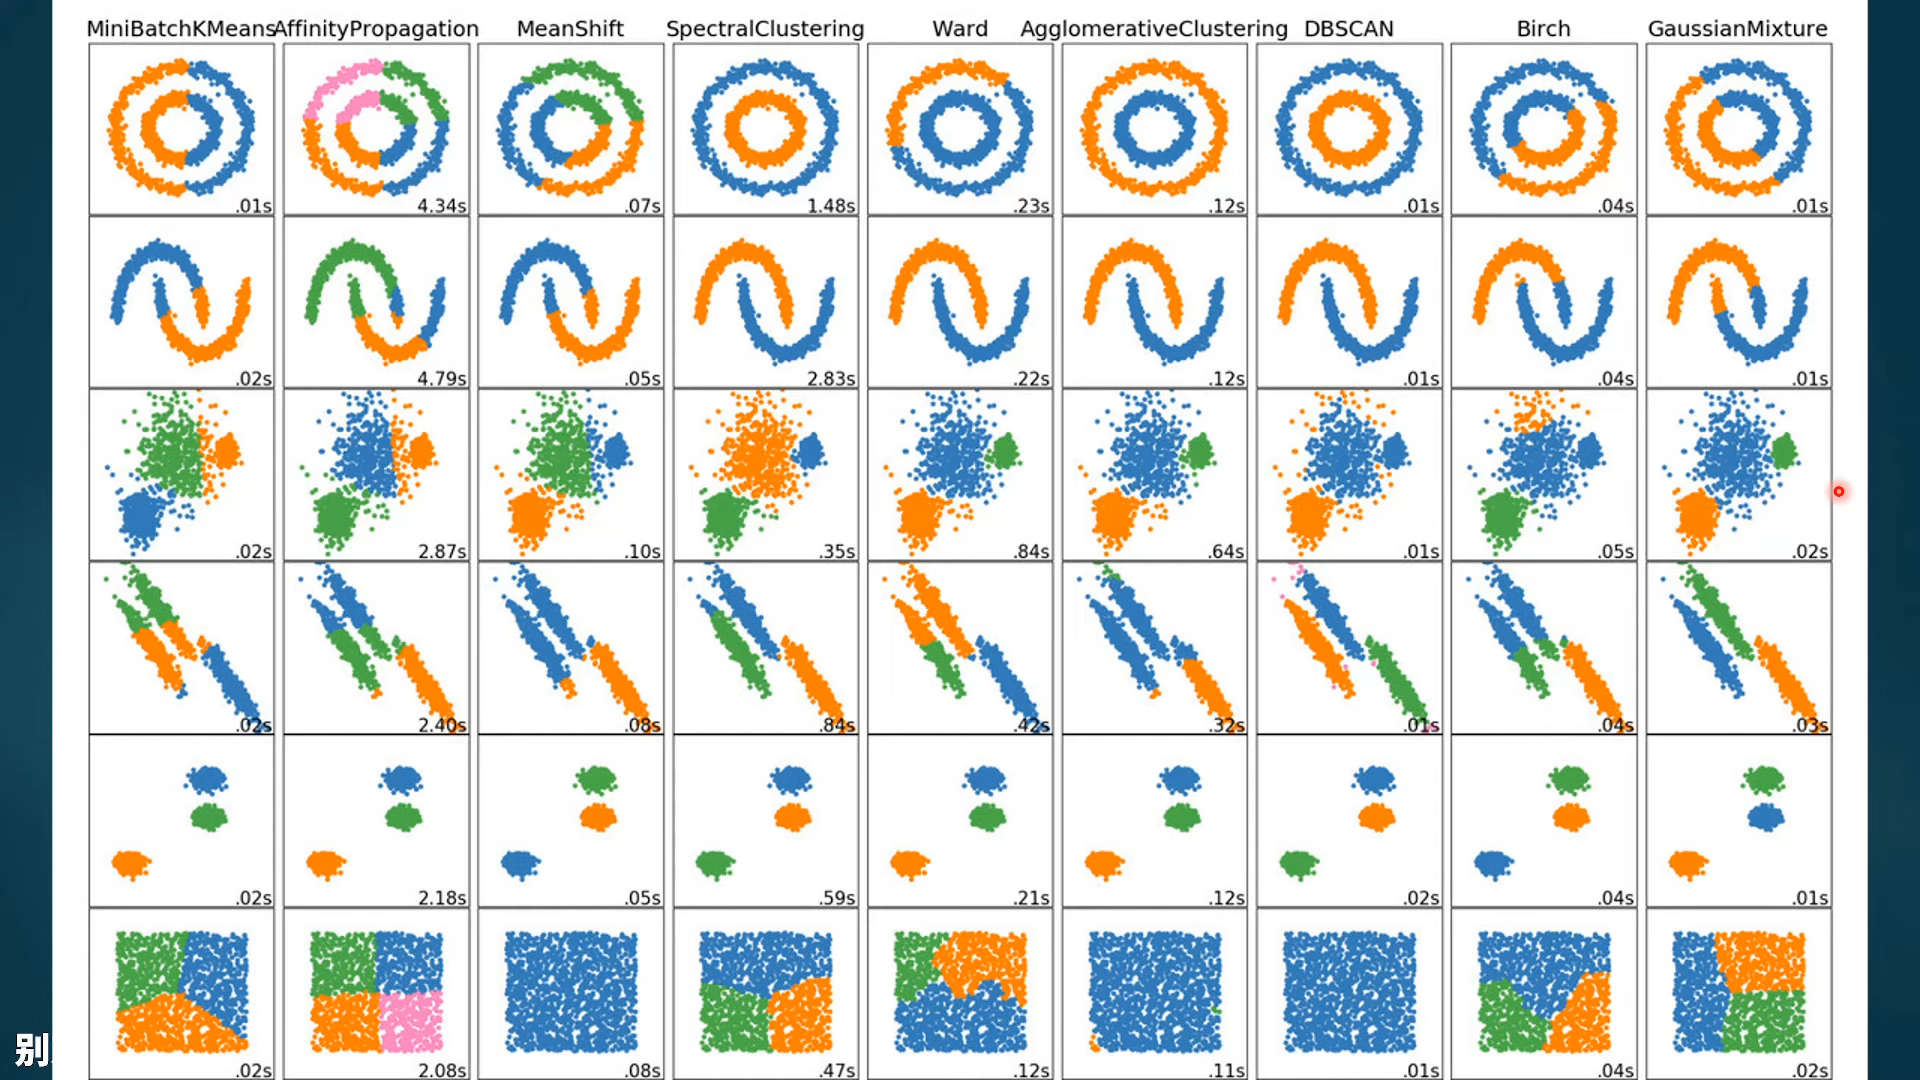 MiniBatchKMeans AffinityPropagation MeanShift SpectralClustering Ward AgglomerativeClustering DBSCAN Birch GaussianMixture
.01s 4.34s .07s 1.48s .23s .12s .01s .04s .01s
.02s 4.79s .05s 2.83s .22s .12s .01s .04s .01s
.02s 2.87s .10s .35s .84s .64s .01s .05s .02s
.02s 2.40s .08s .84s .42s .32s .01s .04s .03s
.02s 2.18s .05s .59s .21s .12s .02s .04s .01s
.02s 2.08s .08s .47s .12s .11s .01s .04s .02s
别